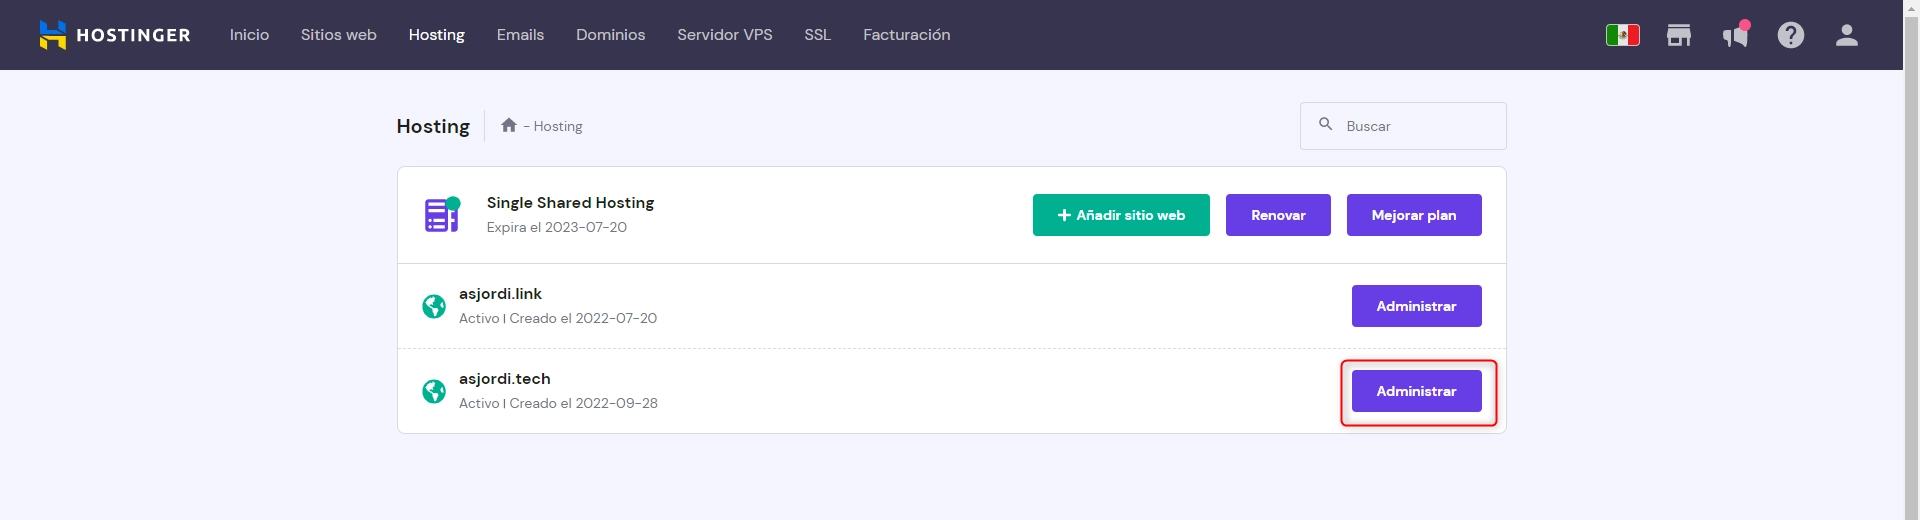 HOSTINGER Inicio Sitios web Hosting Emails Dominios Servidor VPS SSL Facturación
Hosting - Hosting Buscar
Single Shared Hosting
Expira el 2023-07-20
+ Añadir sitio web Renovar Mejorar plan
asjordi.link
Activo | Creado el 2022-07-20
Administrar
asjordi.tech
Activo | Creado el 2022-09-28
Administrar